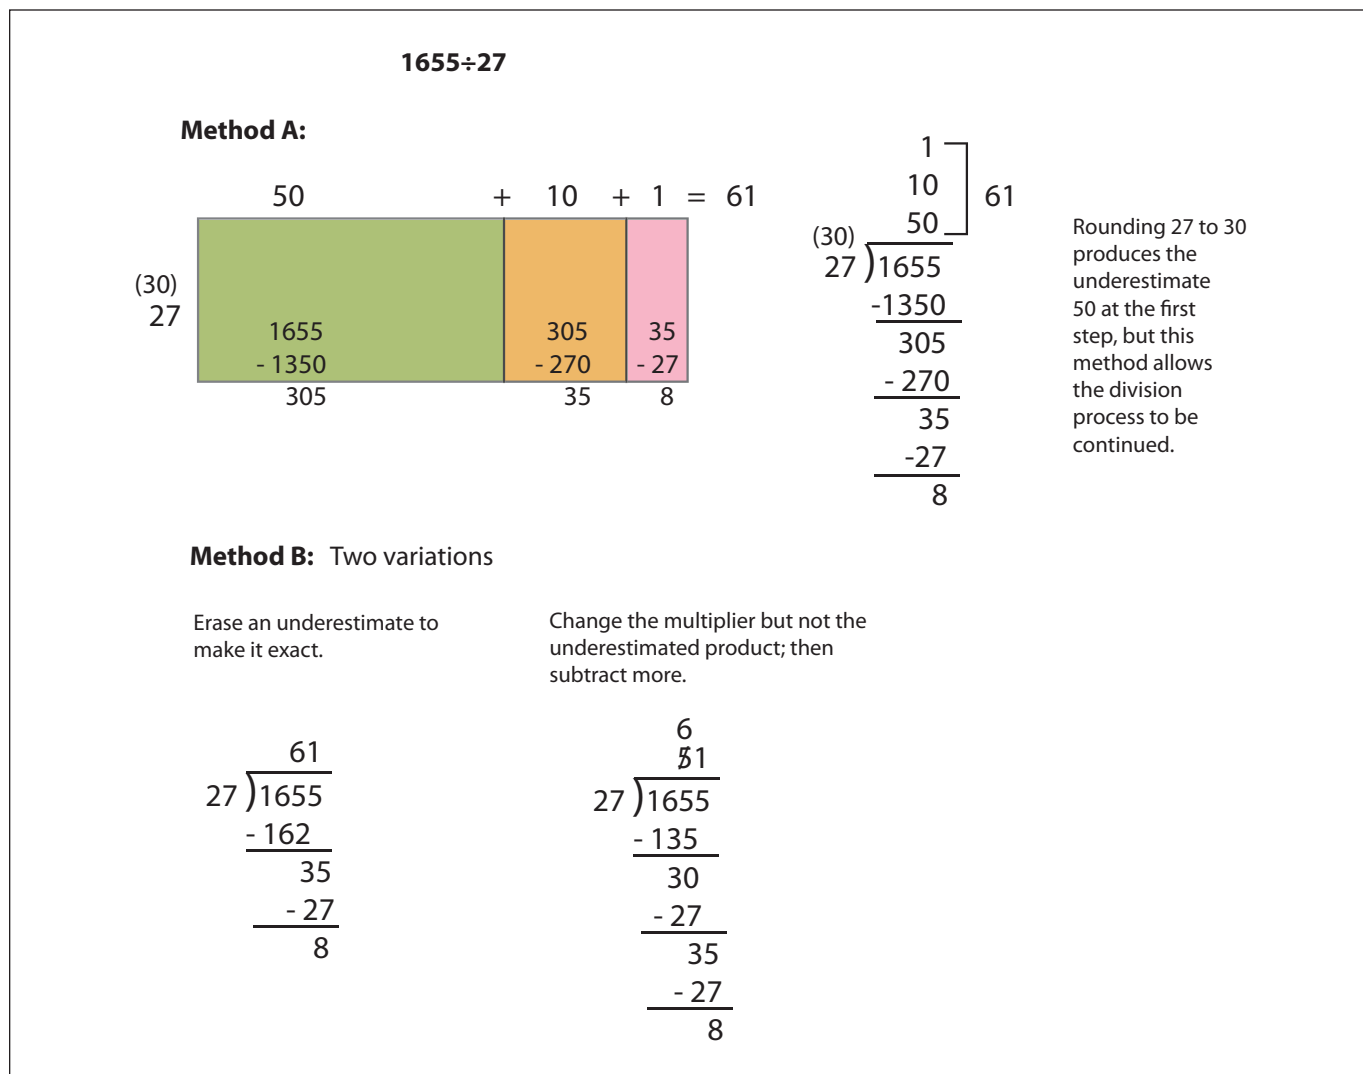 1655÷27
Method A:
50 + 10 + 1 = 61
(30)
27
1655
- 1350
305
305
- 270
35
35
- 27
8
1
10
50
61
(30)
27 )1655
-1350
305
- 270
35
-27
8
Rounding 27 to 30
produces the
underestimate
50 at the first
step, but this
method allows
the division
process to be
continued.
Method B: Two variations
Erase an underestimate to
make it exact.
61
27 )1655
- 162
35
- 27
8
Change the multiplier but not the
underestimated product; then
subtract more.
6
51
27 )1655
- 135
30
- 27
35
- 27
8